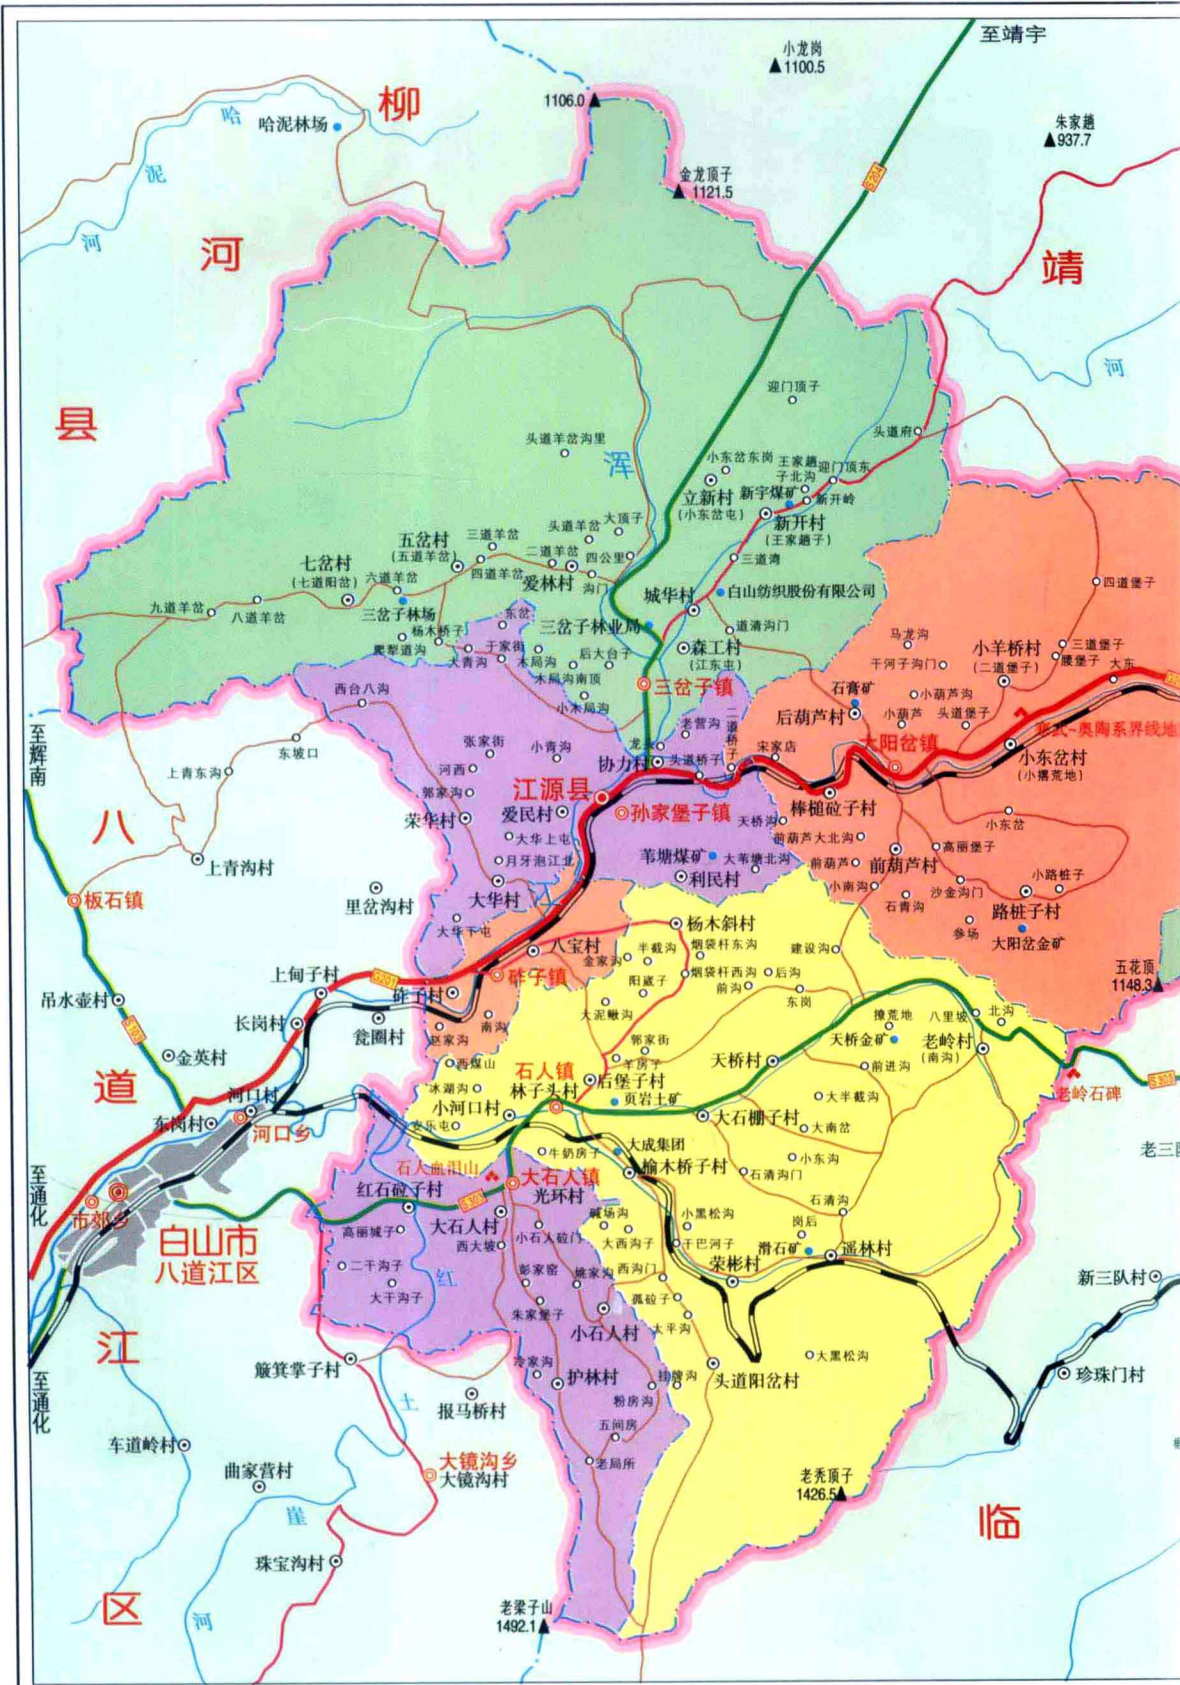 至靖宇
小龙岗
1100.5
柳
1106.0
哈
哈泥林场
泥
河
朱家趟
937.7
金龙顶子
1121.5
S204
河
靖
河
县
迎门顶子
头道府
头道羊岔沟里
浑
小东岔东岗
王家趟
子北沟
迎门顶东
立新村
(小东岔屯)
新宇煤矿
新开岭
新开村
(王家趟子)
大顶子
头道羊岔
五岔村
(五道羊岔)
三道羊岔
二道羊岔
四公里
三道湾
七岔村
(七道阳岔)
六道羊岔
四道羊岔
爱林村
沟门
四道堡子
九道羊岔
八道羊岔
三岔子林场
城华村
白山纺织股份有限公司
东岔
三岔子林业局
杨木桥子
爬犁道沟
道清沟门
马龙沟
于家街
大青沟
木局沟
后大台子
森工村
(江东屯)
干河子沟门
小羊桥村
(二道堡子)
三道堡子
腰堡子
大东
木局沟南顶
三岔子镇
石膏矿
小葫芦沟
西台八沟
小木局沟
后葫芦村
小葫芦
头道堡子
寒武~奥陶系界线地
至辉南
张家街
小青沟
老营沟
二道桥子
宋家店
大阳岔镇
小东岔村
(小撂荒地)
东坡口
龙头
上青东沟
河西
协力村
头道桥子
八
郭家沟
江源县
棒槌砬子村
孙家堡子镇
小东岔
荣华村
爱民村
天桥沟
大华上屯
前葫芦大北沟
高丽堡子
月牙泡江北
苇塘煤矿
大苇塘北沟
前葫芦
前葫芦村
上青沟村
利民村
小南沟
沙金沟门
小路桩子
里岔沟村
大华村
石青沟
路桩子村
板石镇
大华下屯
杨木斜村
参场
大阳岔金矿
八宝村
金家沟
半截沟
烟袋杆东沟
建设沟
五花顶
1148.3
上甸子村
G201
砟子镇
阳崴子
烟袋杆西沟
后沟
前沟
东岗
吊水壶村
砟子村
大泥鳅沟
撩荒地
八里坡
北沟
长岗村
瓮圈村
赵家沟
南沟
S103
郭家街
天桥金矿
老岭村
(南沟)
金英村
西煤山
石人镇
羊房子
天桥村
前进沟
道
冰湖沟
林子头村
后堡子村
S303
老岭石碑
河口村
页岩土矿
大半截沟
东岗村
河口乡
小河口村
大石棚子村
安乐屯
大南岔
老三
至通化
牛奶房子
大成集团
石人血泪山
榆木桥子村
小东沟
大石人镇
石清沟门
市郊乡
红石砬子村
S303
光环村
石清沟
白山市
八道江区
高丽城子
大石人村
小石人砬门
碱场沟
小黑松沟
岗后
西大坡
大西沟子
干巴河子
滑石矿
遥林村
二干沟子
红
彭家窑
姚家沟
西沟门
荣彬村
新三队村
大干沟子
朱家堡子
孤砬子
江
小石人村
大平沟
簸箕掌子村
冷家沟
大黑松沟
护林村
挂牌沟
头道阳岔村
珍珠门村
至通化
土
报马桥村
粉房沟
五间房
车道岭村
大镜沟乡
大镜沟村
老局所
曲家营村
老秃顶子
1426.5
崖
临
珠宝沟村
区
河
老梁子山
1492.1